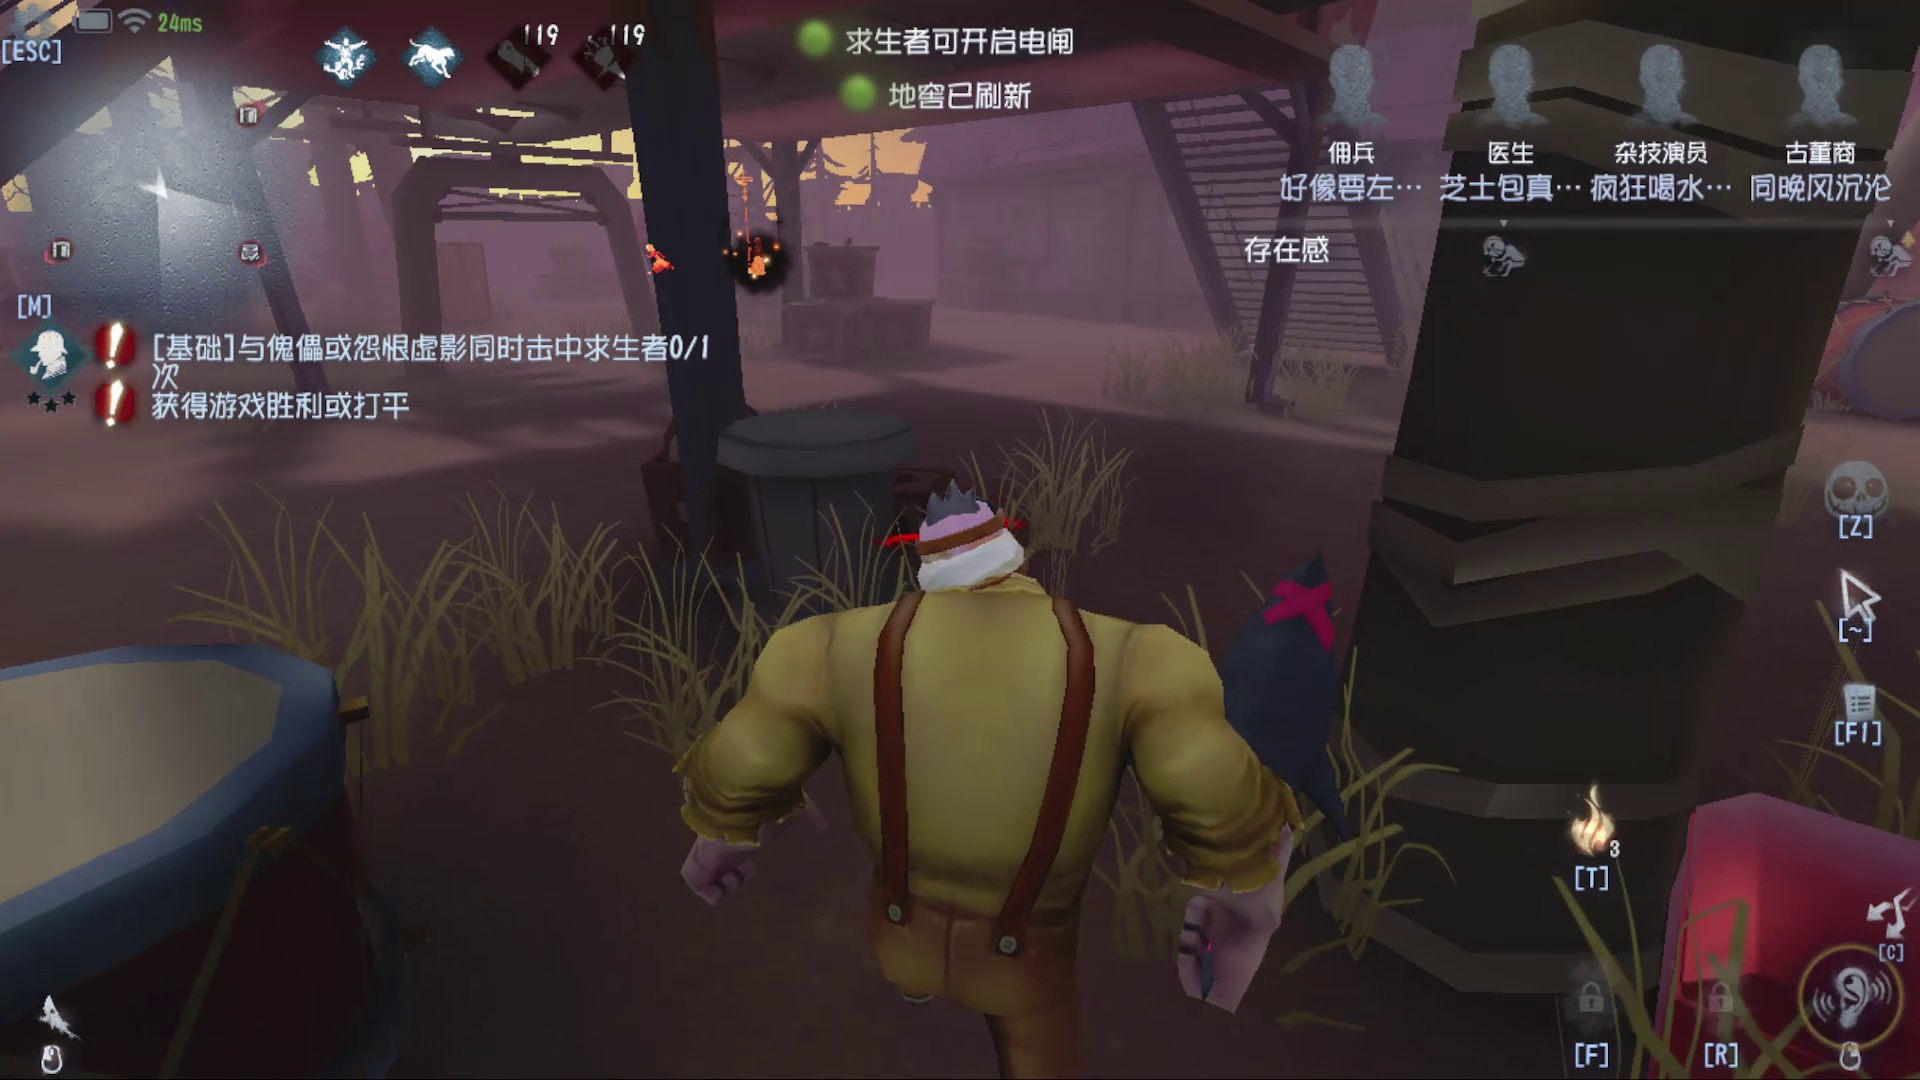 24ms
[ESC]
119
119
求生者可开启电闸
地窖已刷新
佣兵
医生
杂技演员
古董商
好像要左…
芝士包真…
疯狂喝水…
同晚风沉沦
存在感
[M]
[基础]与傀儡或怨恨虚影同时击中求生者0/1
次
获得游戏胜利或打平
[Z]
[~]
[F1]
3
[T]
[C]
[F]
[R]